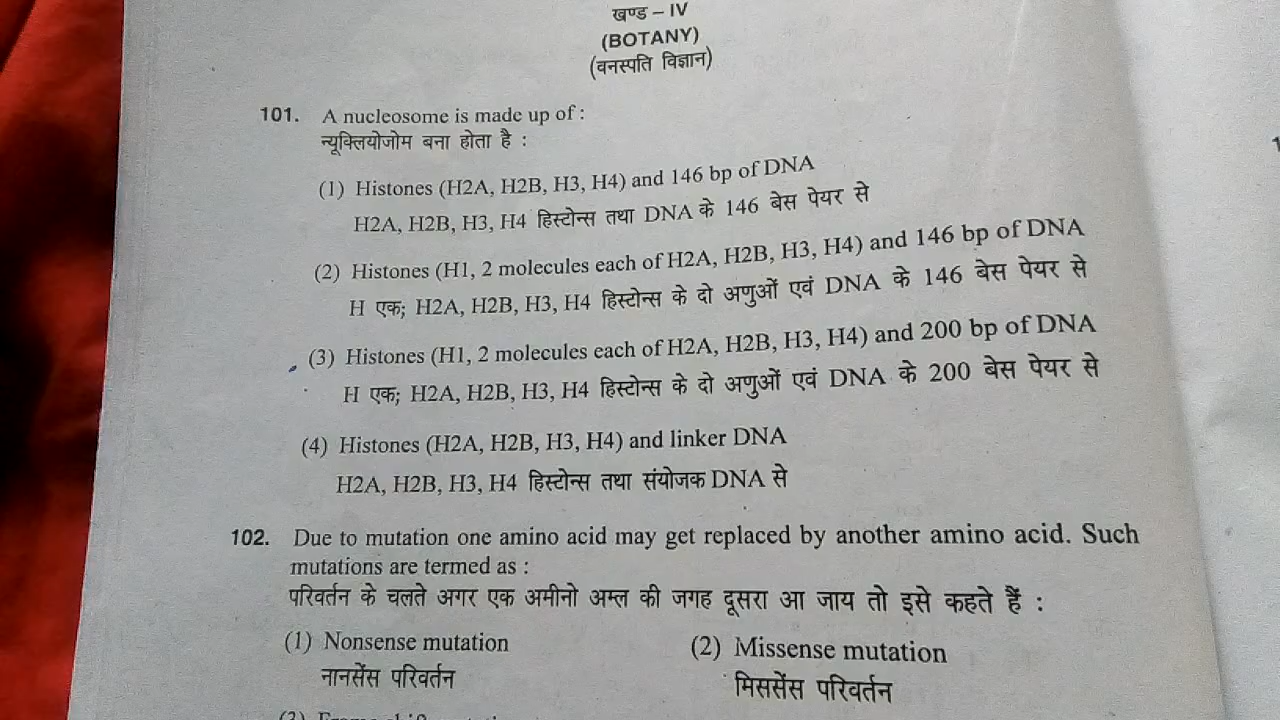 खण्ड – IV
(BOTANY)
(वनस्पति विज्ञान)
101. A nucleosome is made up of :
न्यूक्लियोजोम बना होता है :
(1) Histones (H2A, H2B, H3, H4) and 146 bp of DNA
H2A, H2B, H3, H4 हिस्टोन्स तथा DNA के 146 बेस पेयर से
(2) Histones (H1, 2 molecules each of H2A, H2B, H3, H4) and 146 bp of DNA
H एक; H2A, H2B, H3, H4 हिस्टोन्स के दो अणुओं एवं DNA के 146 बेस पेयर से
(3) Histones (H1, 2 molecules each of H2A, H2B, H3, H4) and 200 bp of DNA
H एक; H2A, H2B, H3, H4 हिस्टोन्स के दो अणुओं एवं DNA के 200 बेस पेयर से
(4) Histones (H2A, H2B, H3, H4) and linker DNA
H2A, H2B, H3, H4 हिस्टोन्स तथा संयोजक DNA से
102. Due to mutation one amino acid may get replaced by another amino acid. Such
mutations are termed as :
परिवर्तन के चलते अगर एक अमीनो अम्ल की जगह दूसरा आ जाय तो इसे कहते हैं :
(1) Nonsense mutation (2) Missense mutation
नानसेंस परिवर्तन मिससेंस परिवर्तन